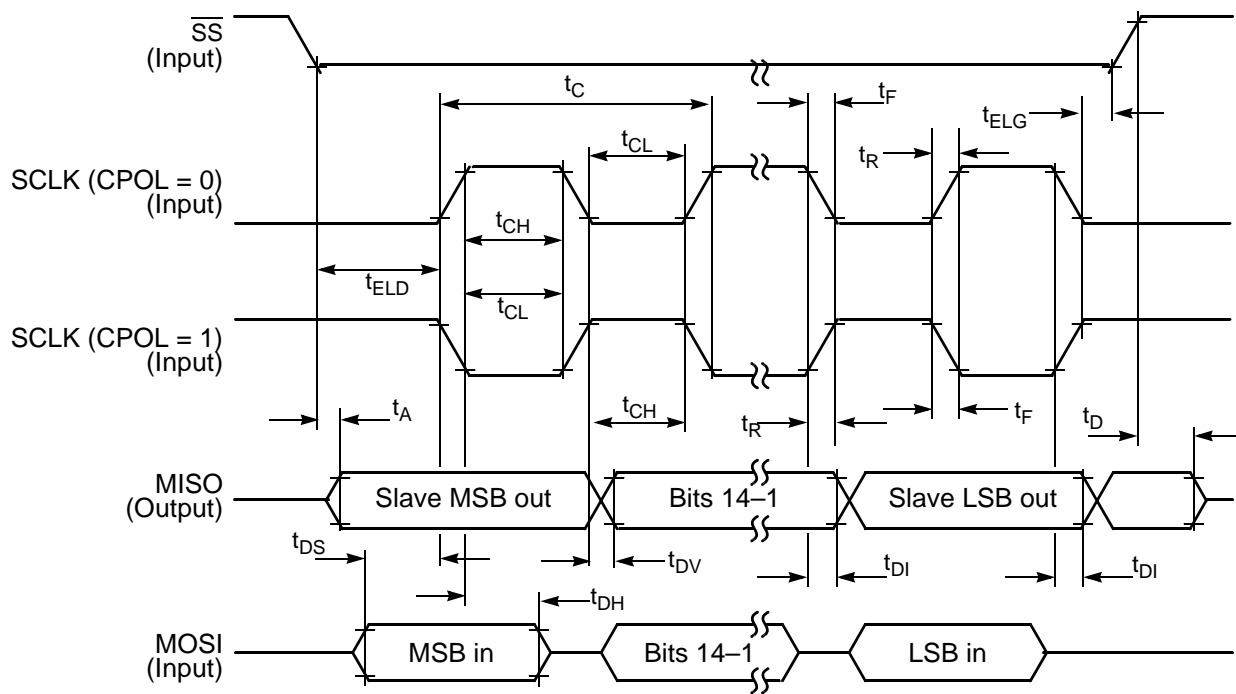 SS
(Input)
tC
tF
tELG
tCL
tR
SCLK (CPOL = 0)
(Input)
tCH
tELD
tCL
SCLK (CPOL = 1)
(Input)
tA
tCH
tR
tF
tD
MISO
(Output)
Slave MSB out
Bits 14–1
Slave LSB out
tDS
tDV
tDI
tDI
tDH
MOSI
(Input)
MSB in
Bits 14–1
LSB in